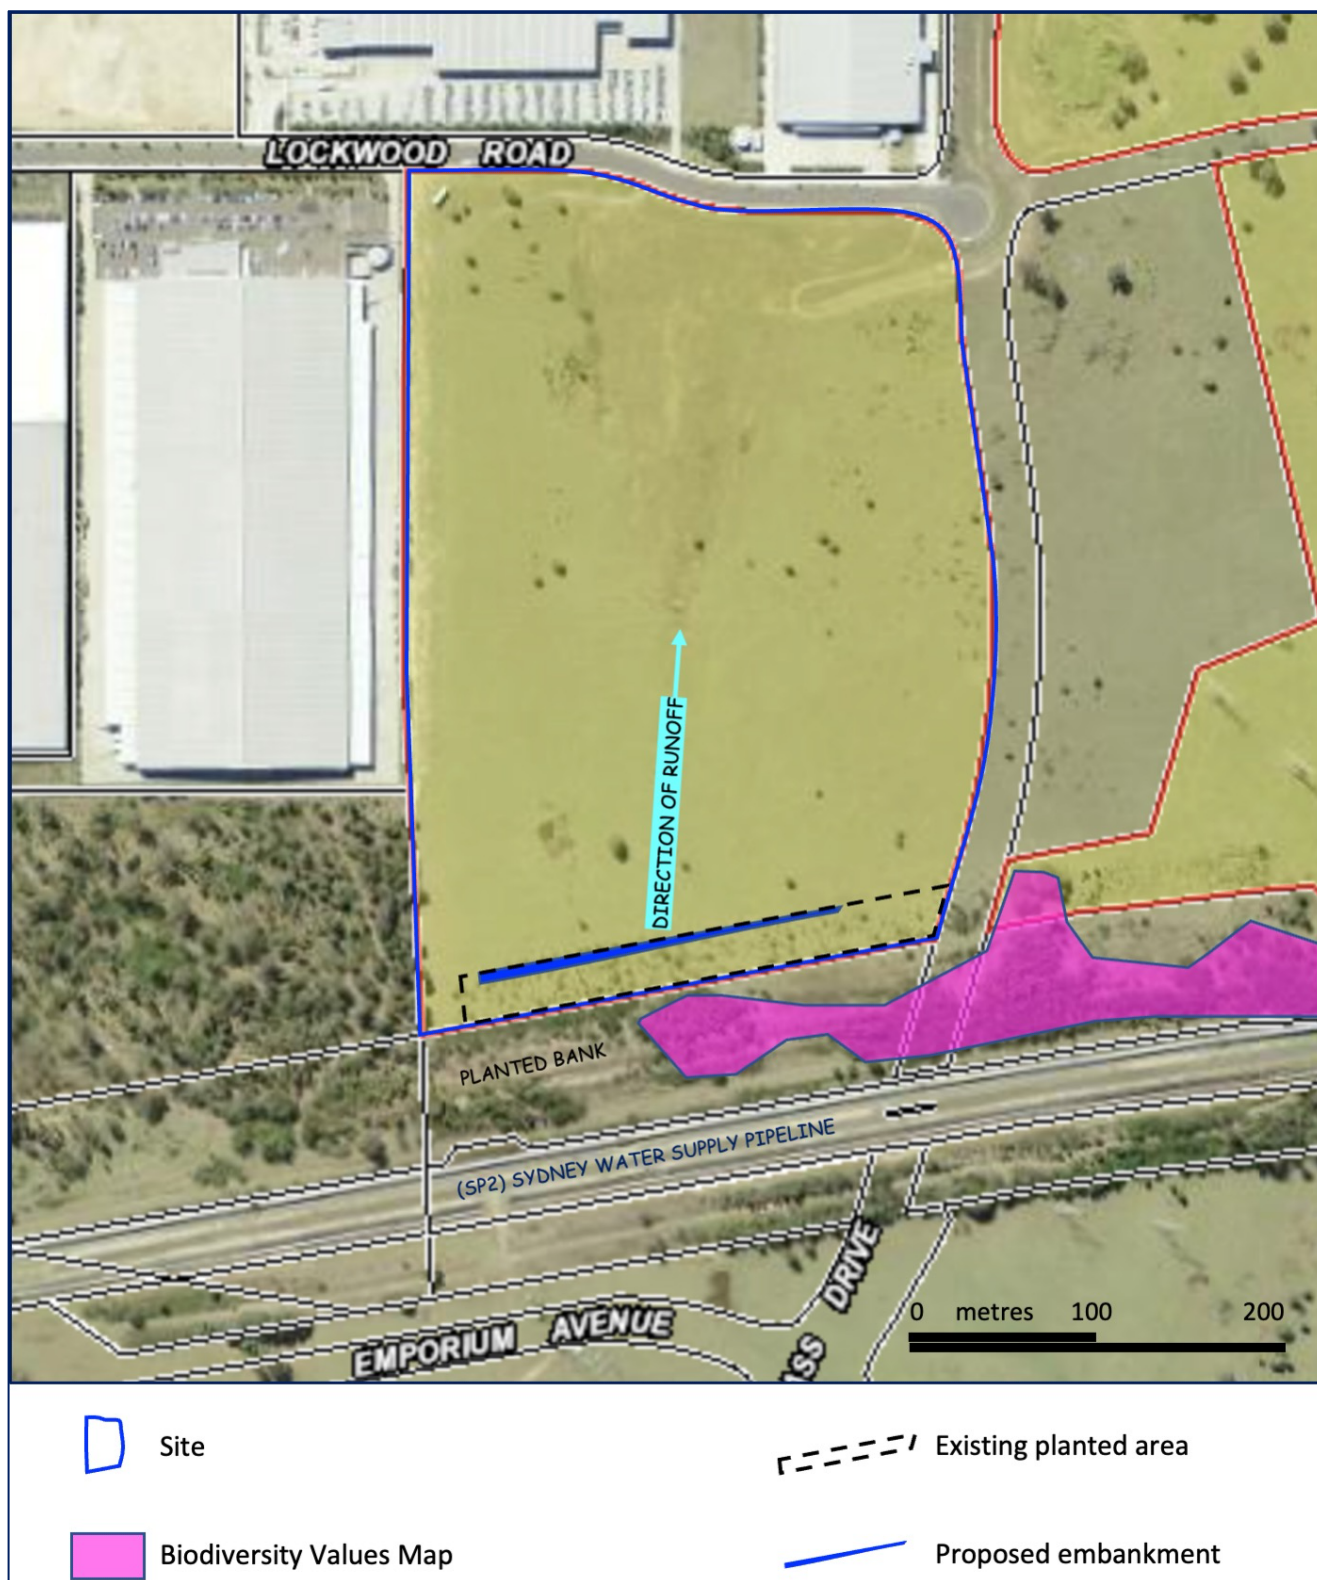 LOCKWOOD ROAD
DIRECTION OF RUNOFF
PLANTED BANK
(SP2) SYDNEY WATER SUPPLY PIPELINE
EMPORIUM AVENUE
ASS DRIVE
0 metres 100 200
Site
Existing planted area
Biodiversity Values Map
Proposed embankment